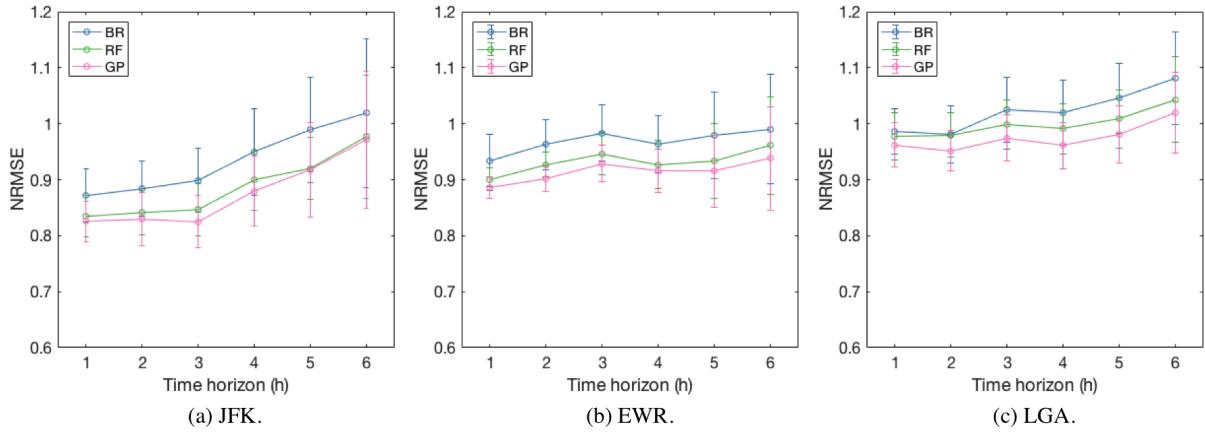 1.2
1.1
1
0.9
0.8
0.7
0.6
NRMSE
BR
RF
GP
1 2 3 4 5 6
Time horizon (h)
(a) JFK.
1.2
1.1
1
0.9
0.8
0.7
0.6
NRMSE
BR
RF
GP
1 2 3 4 5 6
Time horizon (h)
(b) EWR.
1.2
1.1
1
0.9
0.8
0.7
0.6
NRMSE
BR
RF
GP
1 2 3 4 5 6
Time horizon (h)
(c) LGA.